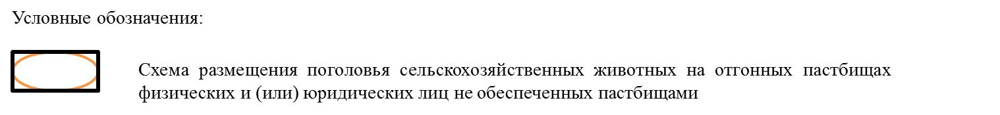 Условные обозначения:
Схема размещения поголовья сельскохозяйственных животных на отгонных пастбищах
физических и (или) юридических лиц не обеспеченных пастбищами